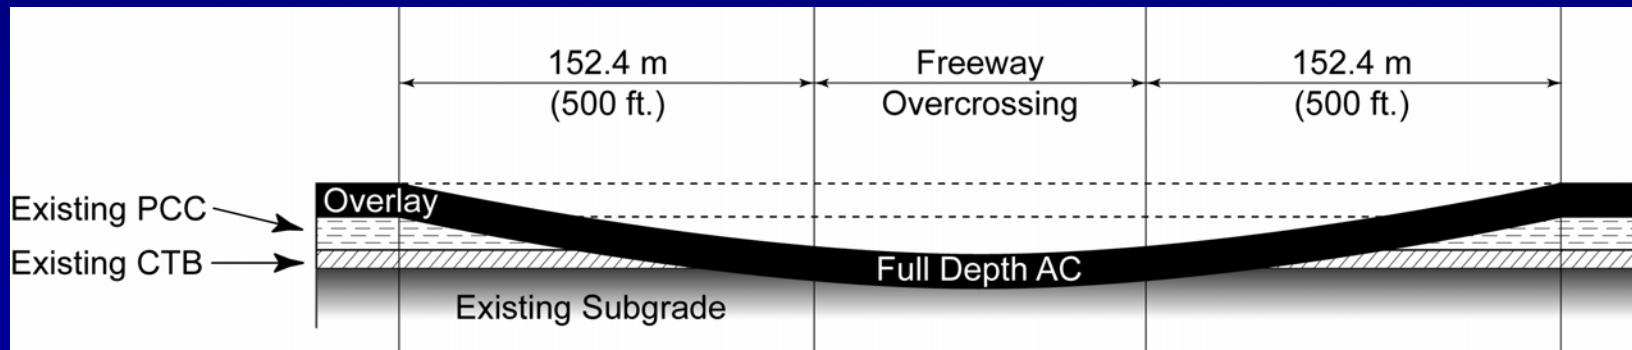 152.4 m
(500 ft.)
Freeway
Overcrossing
152.4 m
(500 ft.)
Overlay
Existing PCC
Existing CTB
Full Depth AC
Existing Subgrade